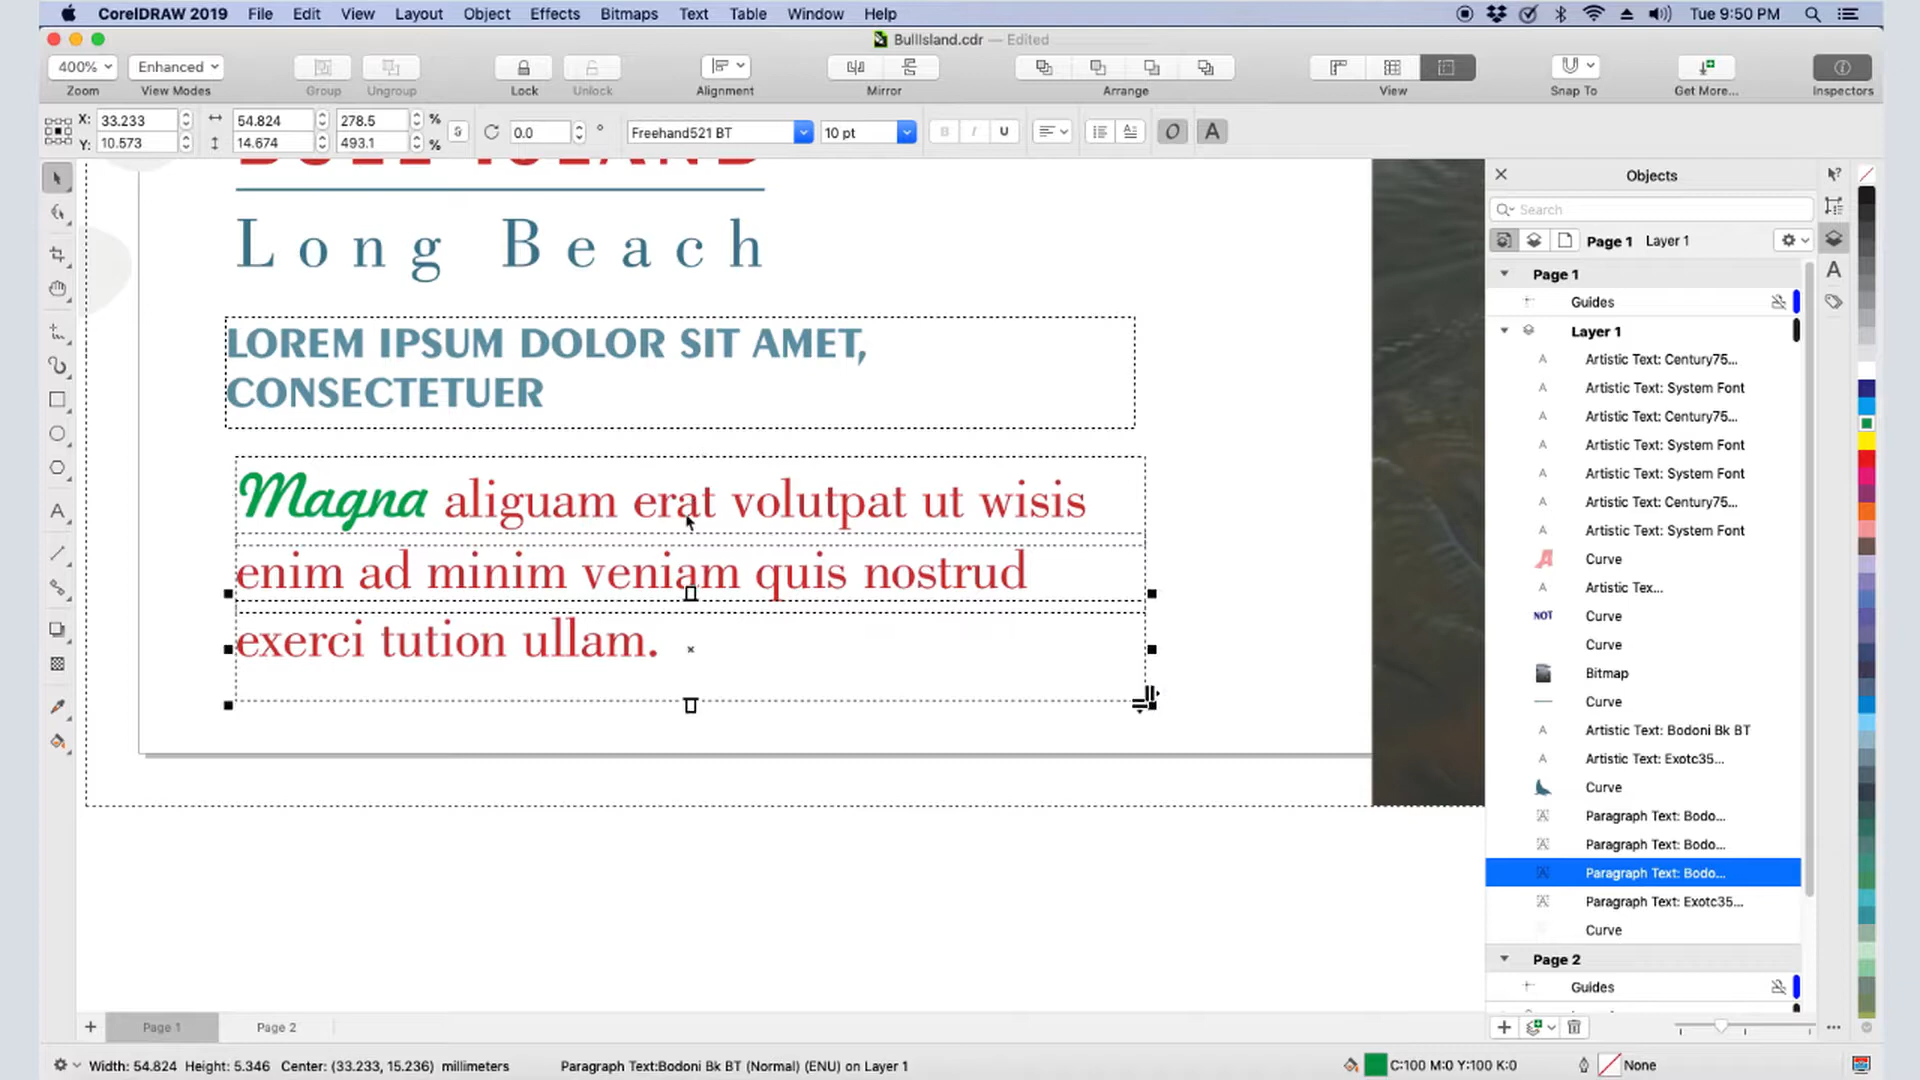 CorelDRAW 2019 File Edit View Layout Object Effects Bitmaps Text Table Window Help Tue 9:50 PM
BullIsland.cdr — Edited
400% Enhanced
Zoom View Modes Group Ungroup Lock Unlock Alignment Mirror Arrange View Snap To Get More... Inspectors
X: 33.233 54.824 278.5 % 0.0 ° Freehand521 BT 10 pt B I U O A
Y: 10.573 14.674 493.1 %
BULL ISLAND
Long Beach
LOREM IPSUM DOLOR SIT AMET,
CONSECTETUER
Magna aliguam erat volutpat ut wisis
enim ad minim veniam quis nostrud
exerci tution ullam.
Objects
Search
Page 1 Layer 1
Page 1
Guides
Layer 1
Artistic Text: Century75...
Artistic Text: System Font
Artistic Text: Century75...
Artistic Text: System Font
Artistic Text: System Font
Artistic Text: Century75...
Artistic Text: System Font
Curve
Artistic Tex...
NOT Curve
Curve
Bitmap
Curve
Artistic Text: Bodoni Bk BT
Artistic Text: Exotc35...
Curve
Paragraph Text: Bodo...
Paragraph Text: Bodo...
Paragraph Text: Bodo...
Paragraph Text: Exotc35...
Curve
Page 2
Guides
Page 1 Page 2
Width: 54.824 Height: 5.346 Center: (33.233, 15.236) millimeters Paragraph Text:Bodoni Bk BT (Normal) (ENU) on Layer 1 C:100 M:0 Y:100 K:0 None